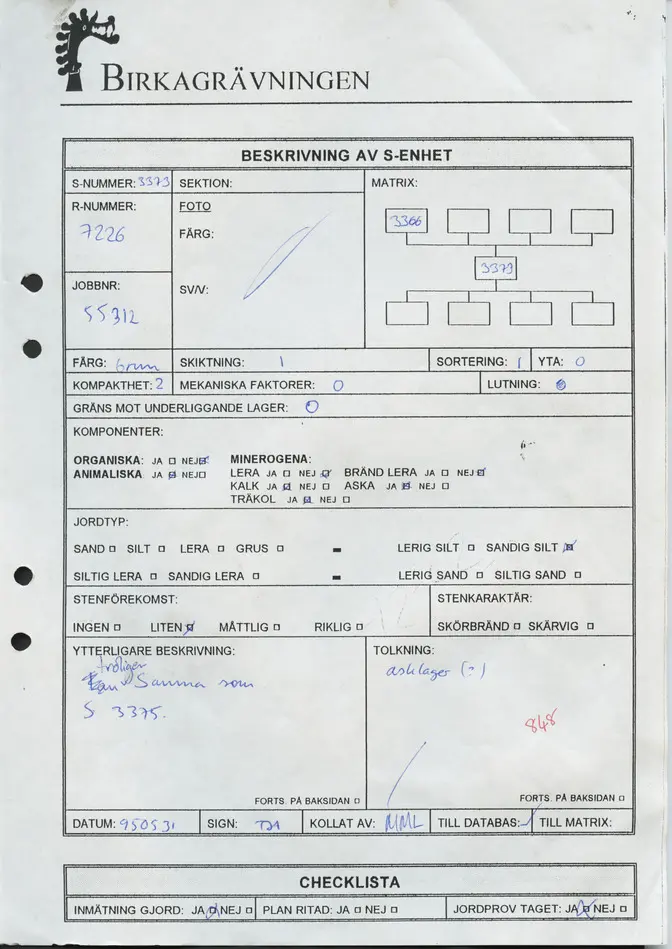 BIRKAGRÄVNINGEN
BESKRIVNING AV S-ENHET
S-NUMMER: 3379 SEKTION: MATRIX:
R-NUMMER: FOTO
7226 FÄRG: 3366
3379
JOBBNR: SV/V:
55312
FÄRG: brun SKIKTNING: 1 SORTERING: 1 YTA: 0
KOMPAKTHET: 2 MEKANISKA FAKTORER: 0 LUTNING: 0
GRÄNS MOT UNDERLIGGANDE LAGER: 0
KOMPONENTER:
ORGANISKA: JA □ NEJ ☒ MINEROGENA:
ANIMALISKA JA ☒ NEJ □ LERA JA □ NEJ ☒ BRÄND LERA JA □ NEJ ☒
KALK JA ☒ NEJ □ ASKA JA ☒ NEJ □
TRÄKOL JA ☒ NEJ □
JORDTYP:
SAND □ SILT □ LERA □ GRUS □ - LERIG SILT □ SANDIG SILT ☒
SILTIG LERA □ SANDIG LERA □ - LERIG SAND □ SILTIG SAND □
STENFÖREKOMST: STENKARAKTÄR:
INGEN □ LITEN ☒ MÅTTLIG □ RIKLIG □ SKÖRBRÄND □ SKÄRVIG □
YTTERLIGARE BESKRIVNING: TOLKNING:
troligen asklager (?)
Samma som
S 3375.
848
FORTS. PÅ BAKSIDAN □ FORTS. PÅ BAKSIDAN □
DATUM: 950531 SIGN: KOLLAT AV: MML TILL DATABAS: TILL MATRIX:
CHECKLISTA
INMÄTNING GJORD: JA ☒ NEJ □ PLAN RITAD: JA □ NEJ □ JORDPROV TAGET: JA ☒ NEJ □